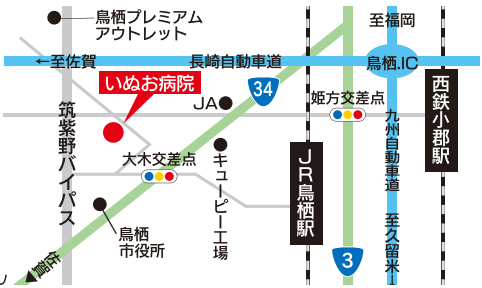 鳥栖プレミアム
アウトレット
至福岡
←至佐賀
長崎自動車道
鳥栖.IC
いぬお病院
34
JA
姫方交差点
西鉄小郡駅
筑紫野バイパス
九州自動車道
大木交差点
キューピー工場
JR鳥栖駅
鳥栖
市役所
至久留米→
3
佐賀